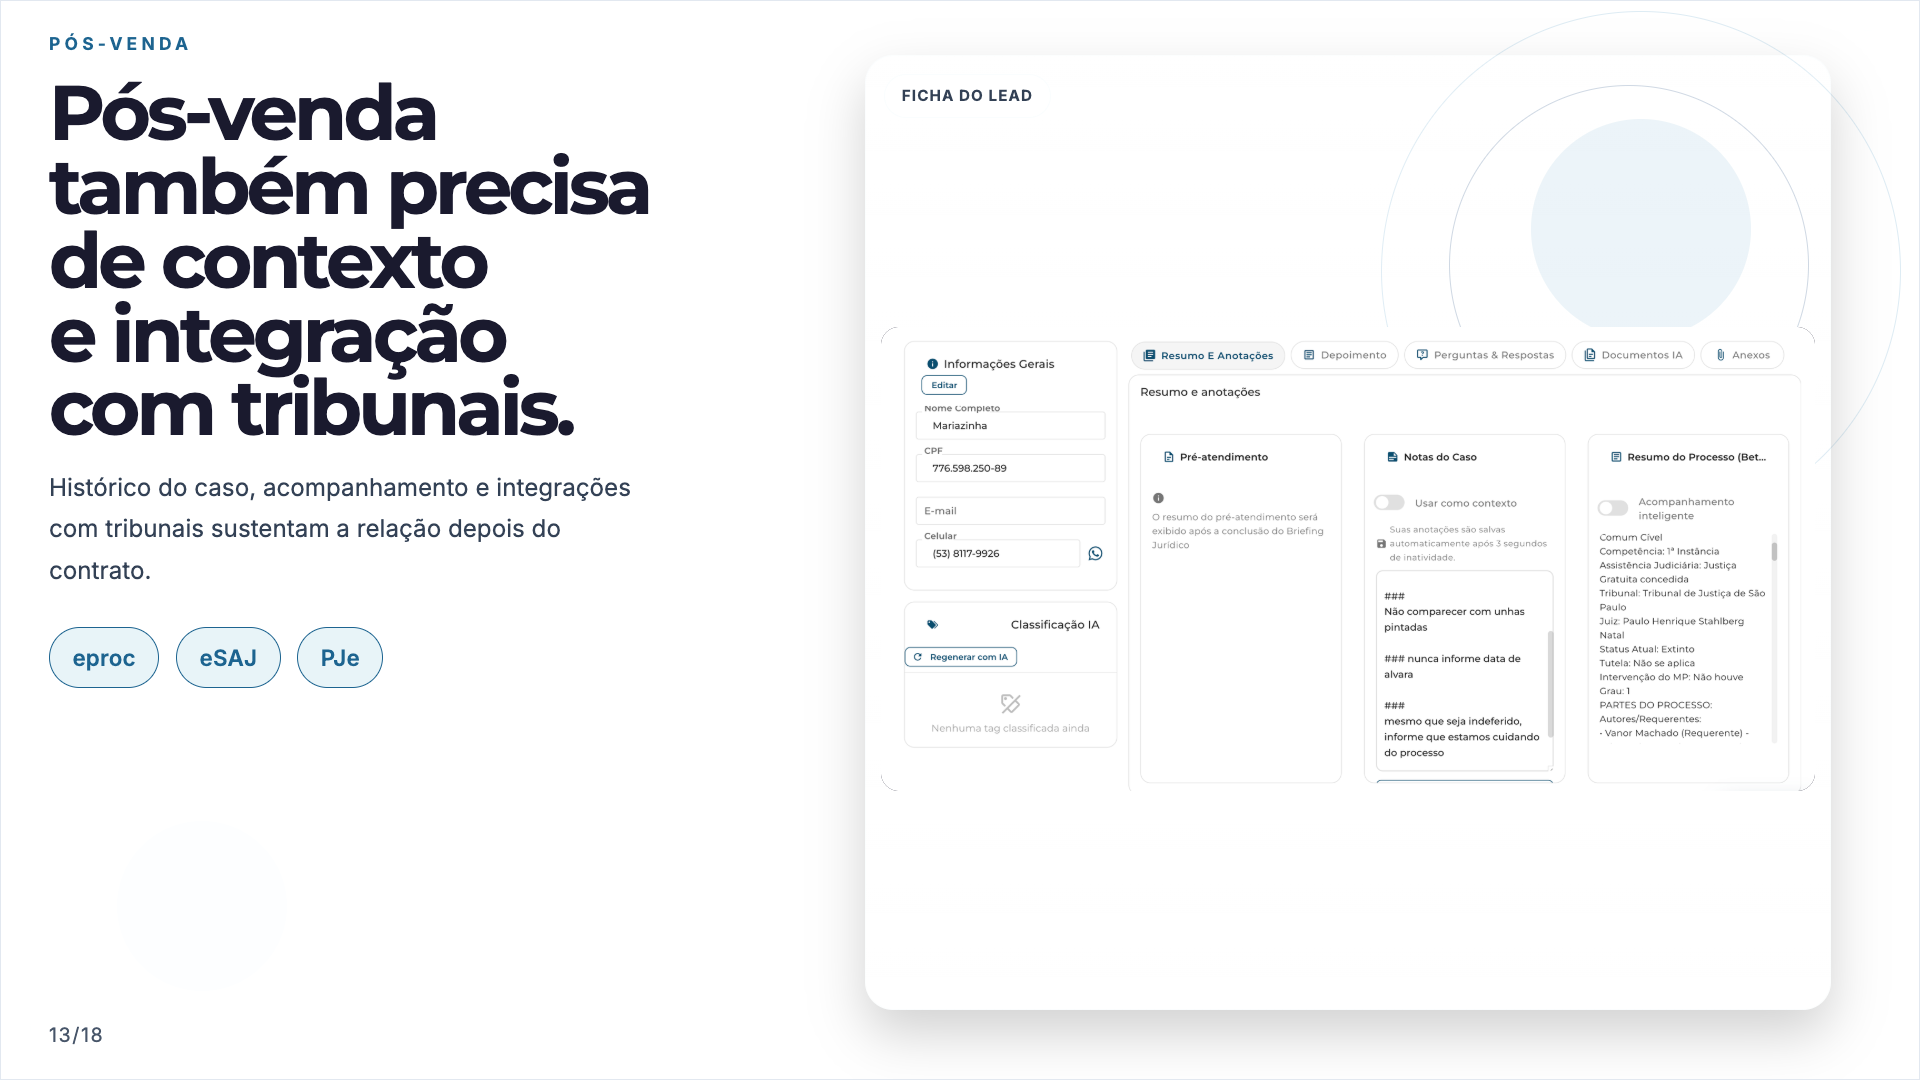 PÓS-VENDA
Pós-venda
também precisa
de contexto
e integração
com tribunais.
Histórico do caso, acompanhamento e integrações
com tribunais sustentam a relação depois do
contrato.
eproc
eSAJ
PJe
13/18
FICHA DO LEAD
Informações Gerais
Editar
Nome Completo
Mariazinha
CPF
776.598.250-89
E-mail
Celular
(53) 8117-9926
Classificação IA
Regenerar com IA
Nenhuma tag classificada ainda
Resumo E Anotações
Depoimento
Perguntas & Respostas
Documentos IA
Anexos
Resumo e anotações
Pré-atendimento
O resumo do pré-atendimento será
exibido após a conclusão do Briefing
Jurídico
Notas do Caso
Usar como contexto
Suas anotações são salvas
automaticamente após 3 segundos
de inatividade.
###
Não comparecer com unhas
pintadas
### nunca informe data de
alvara
###
mesmo que seja indeferido,
informe que estamos cuidando
do processo
Resumo do Processo (Bet...
Acompanhamento
inteligente
Comum Cível
Competência: 1ª Instância
Assistência Judiciária: Justiça
Gratuita concedida
Tribunal: Tribunal de Justiça de São
Paulo
Juiz: Paulo Henrique Stahlberg
Natal
Status Atual: Extinto
Tutela: Não se aplica
Intervenção do MP: Não houve
Grau: 1
PARTES DO PROCESSO:
Autores/Requerentes:
- Vanor Machado (Requerente) -